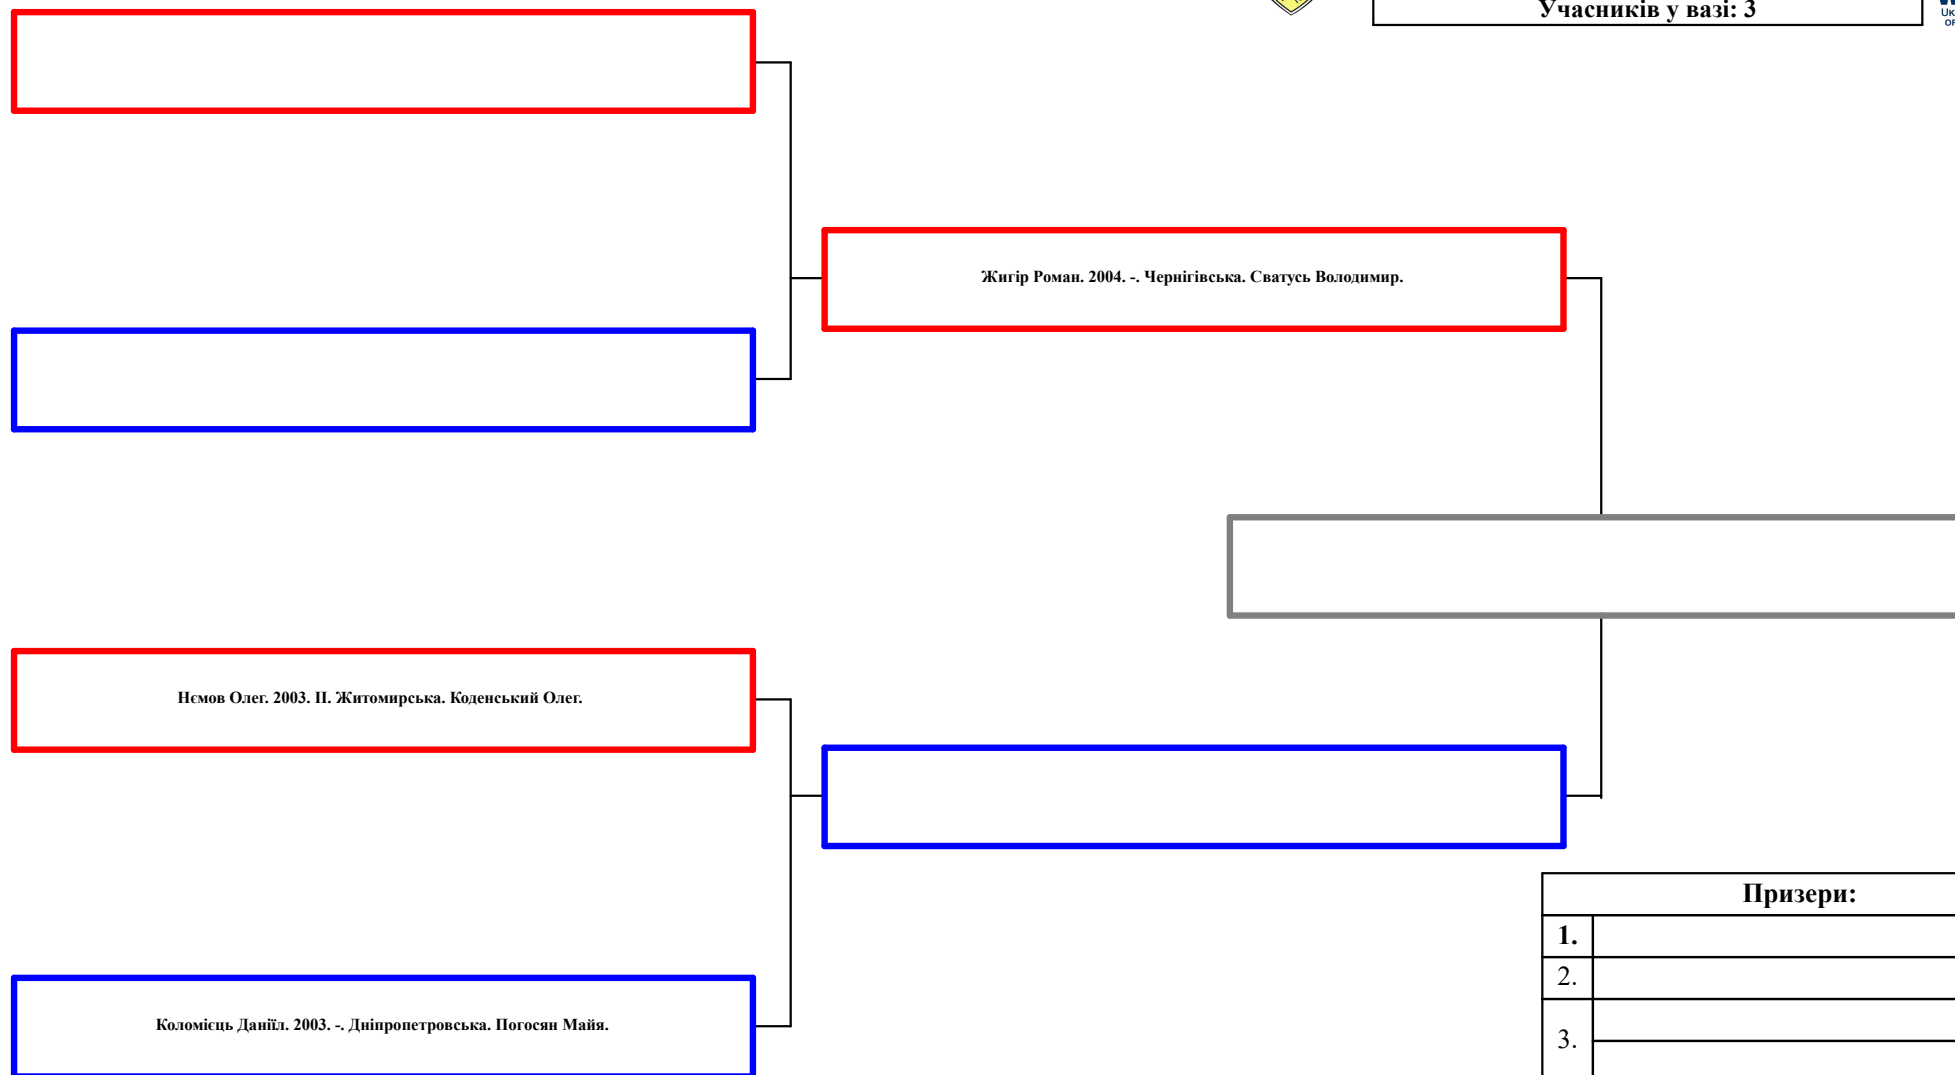 Учасників у вазі: 3
Жигір Роман. 2004. -. Чернігівська. Сватусь Володимир.
Нємов Олег. 2003. II. Житомирська. Коденський Олег.
Коломієць Даніїл. 2003. -. Дніпропетровська. Погосян Майя.
Призери:
1.
2.
3.